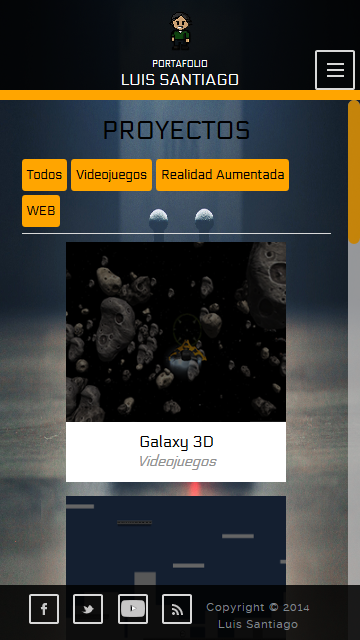 PORTAFOLIO
LUIS SANTIAGO
PROYECTOS
Todos Videojuegos Realidad Aumentada
WEB
Galaxy 3D
Videojuegos
Copyright © 2014
Luis Santiago